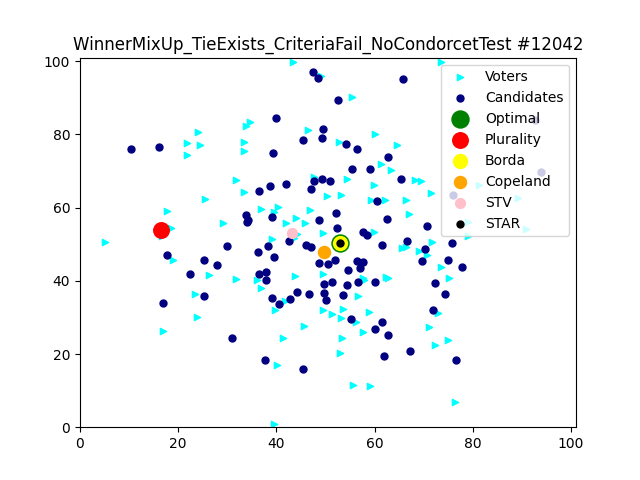 WinnerMixUp_TieExists_CriteriaFail_NoCondorcetTest #12042
100
80
60
40
20
0
0 20 40 60 80 100
Voters
Candidates
Optimal
Plurality
Borda
Copeland
STV
STAR